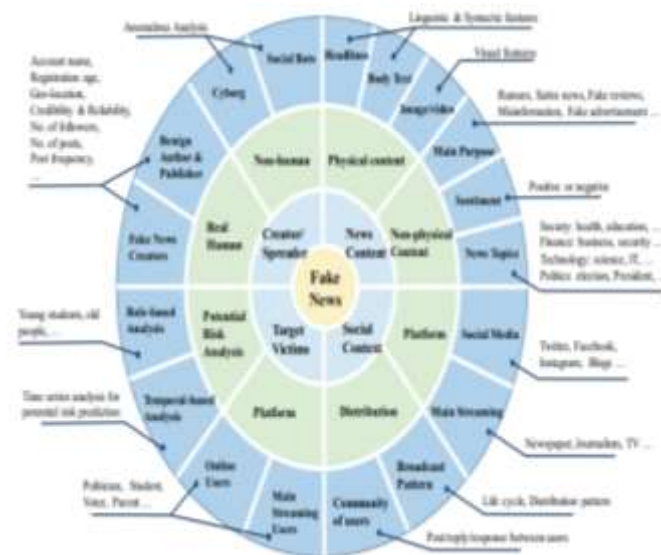 Anomalous Analysis
Linguistic & Syntactic features
Visual features
Account name,
Registration age,
Geo-location,
Credibility & Reliability,
No. of followers,
No. of posts,
Post frequency,
...
Rumors, Satire news, Fake reviews,
Misinformation, Fake advertisement ...
Positive or negative
Society: health, education, ...
Finance: business, security ...
Technology: science, IT, ...
Politics: election, President, ...
Cyborg
Social Bots
Headlines
Body Text
Image/video
Main Purpose
Sentiment
News Topics
Benign
Author &
Publisher
Fake News
Creators
Non-human
Physical content
Real
Human
Creator/
Spreader
News
Content
Non-physical
Content
Fake
News
Role-based
Analysis
Potential
Risk
Analysis
Target
Victims
Social
Context
Platform
Social Media
Young students, old
people, ...
Twitter, Facebook,
Instagram, Blogs ...
Temporal-based
Analysis
Platform
Distribution
Main Streaming
Time series analysis for
potential risk prediction
Newspaper, Journalism, TV ...
Online
Users
Main
Streaming
Users
Community
of users
Broadcast
Pattern
Politician, Student,
Voter, Parent ...
Life cycle, Distribution pattern
Post/reply/response between users